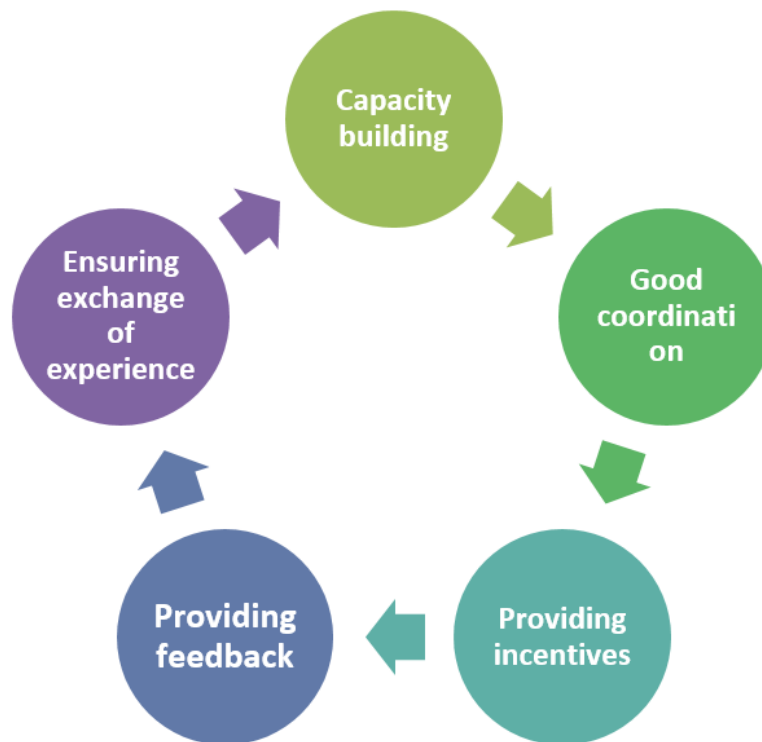 Capacity
building
Good
coordinati
on
Providing
incentives
Providing
feedback
Ensuring
exchange
of
experience